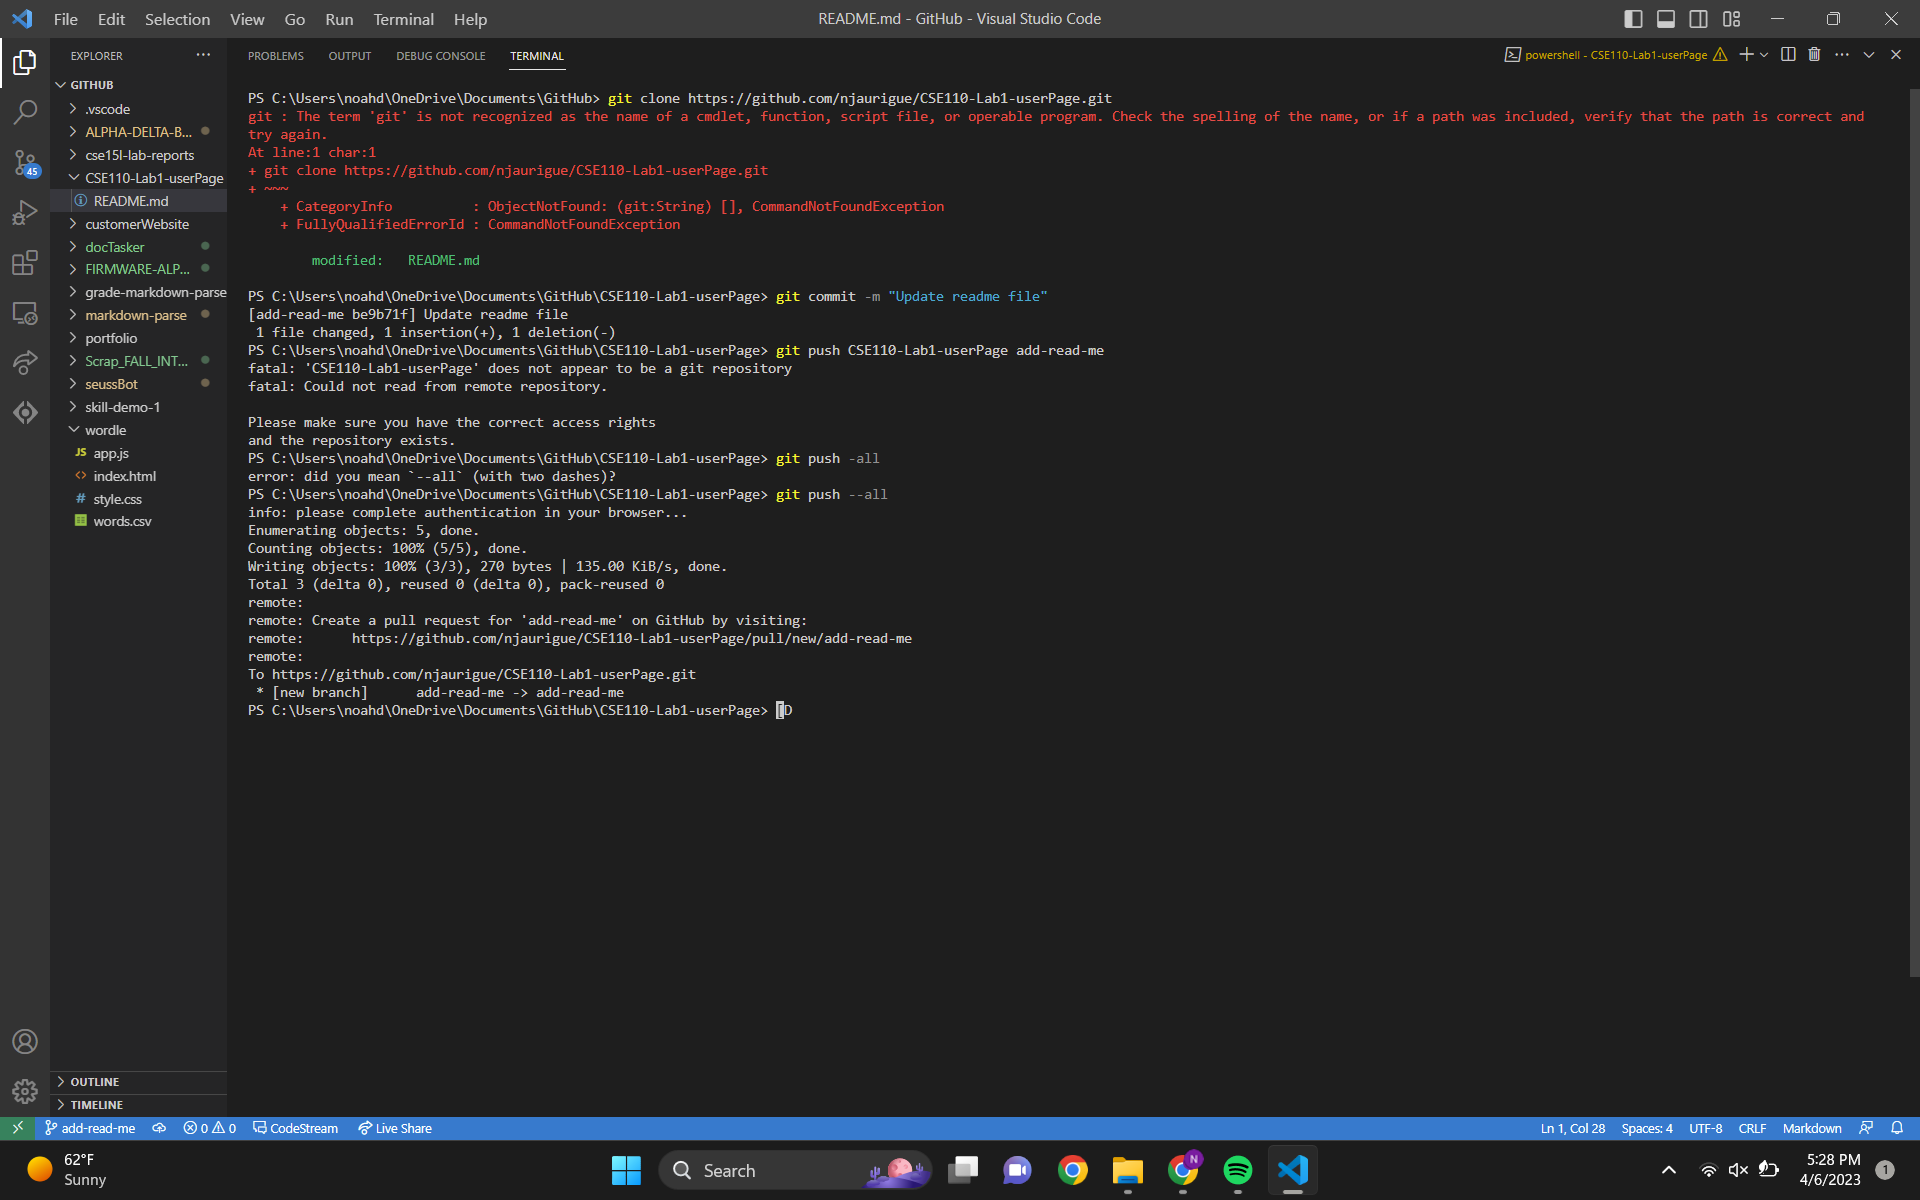 File Edit Selection View Go Run Terminal Help
README.md - GitHub - Visual Studio Code
EXPLORER
GITHUB
.vscode
ALPHA-DELTA-B...
cse15l-lab-reports
CSE110-Lab1-userPage
README.md
customerWebsite
docTasker
FIRMWARE-ALP...
grade-markdown-parse
markdown-parse
portfolio
Scrap_FALL_INT...
seussBot
skill-demo-1
wordle
JS app.js
<> index.html
# style.css
words.csv
OUTLINE
TIMELINE
45
PROBLEMS OUTPUT DEBUG CONSOLE TERMINAL
powershell - CSE110-Lab1-userPage
PS C:\Users\noahd\OneDrive\Documents\GitHub> git clone https://github.com/njaurigue/CSE110-Lab1-userPage.git
git : The term 'git' is not recognized as the name of a cmdlet, function, script file, or operable program. Check the spelling of the name, or if a path was included, verify that the path is correct and
try again.
At line:1 char:1
+ git clone https://github.com/njaurigue/CSE110-Lab1-userPage.git
+ ~~~
+ CategoryInfo : ObjectNotFound: (git:String) [], CommandNotFoundException
+ FullyQualifiedErrorId : CommandNotFoundException
modified: README.md
PS C:\Users\noahd\OneDrive\Documents\GitHub\CSE110-Lab1-userPage> git commit -m "Update readme file"
[add-read-me be9b71f] Update readme file
1 file changed, 1 insertion(+), 1 deletion(-)
PS C:\Users\noahd\OneDrive\Documents\GitHub\CSE110-Lab1-userPage> git push CSE110-Lab1-userPage add-read-me
fatal: 'CSE110-Lab1-userPage' does not appear to be a git repository
fatal: Could not read from remote repository.
Please make sure you have the correct access rights
and the repository exists.
PS C:\Users\noahd\OneDrive\Documents\GitHub\CSE110-Lab1-userPage> git push -all
error: did you mean `--all` (with two dashes)?
PS C:\Users\noahd\OneDrive\Documents\GitHub\CSE110-Lab1-userPage> git push --all
info: please complete authentication in your browser...
Enumerating objects: 5, done.
Counting objects: 100% (5/5), done.
Writing objects: 100% (3/3), 270 bytes | 135.00 KiB/s, done.
Total 3 (delta 0), reused 0 (delta 0), pack-reused 0
remote:
remote: Create a pull request for 'add-read-me' on GitHub by visiting:
remote: https://github.com/njaurigue/CSE110-Lab1-userPage/pull/new/add-read-me
remote:
To https://github.com/njaurigue/CSE110-Lab1-userPage.git
* [new branch] add-read-me -> add-read-me
PS C:\Users\noahd\OneDrive\Documents\GitHub\CSE110-Lab1-userPage> [D
add-read-me 0 0 CodeStream Live Share
Ln 1, Col 28 Spaces: 4 UTF-8 CRLF Markdown
62°F
Sunny
Search
N
5:28 PM
4/6/2023
1